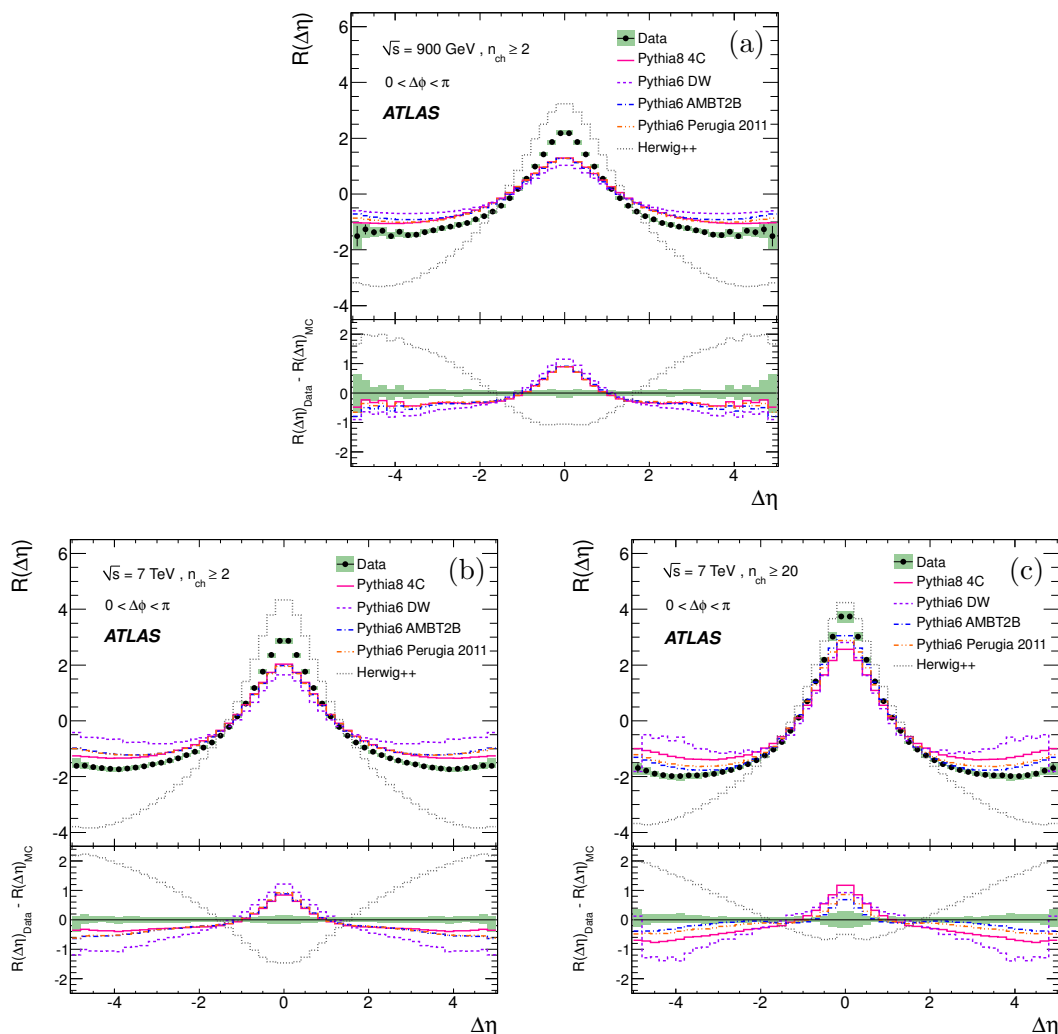 R(Δη)
6
4
2
0
-2
-4
√s = 900 GeV , n_ch ≥ 2
0 < Δϕ < π
ATLAS
(a)
Data
Pythia8 4C
Pythia6 DW
Pythia6 AMBT2B
Pythia6 Perugia 2011
Herwig++
R(Δη)_Data - R(Δη)_MC
2
1
0
-1
-2
-4 -2 0 2 4
Δη
R(Δη)
6
4
2
0
-2
-4
√s = 7 TeV , n_ch ≥ 2
0 < Δϕ < π
ATLAS
(b)
Data
Pythia8 4C
Pythia6 DW
Pythia6 AMBT2B
Pythia6 Perugia 2011
Herwig++
R(Δη)_Data - R(Δη)_MC
2
1
0
-1
-2
-4 -2 0 2 4
Δη
R(Δη)
6
4
2
0
-2
-4
√s = 7 TeV , n_ch ≥ 20
0 < Δϕ < π
ATLAS
(c)
Data
Pythia8 4C
Pythia6 DW
Pythia6 AMBT2B
Pythia6 Perugia 2011
Herwig++
R(Δη)_Data - R(Δη)_MC
2
1
0
-1
-2
-4 -2 0 2 4
Δη